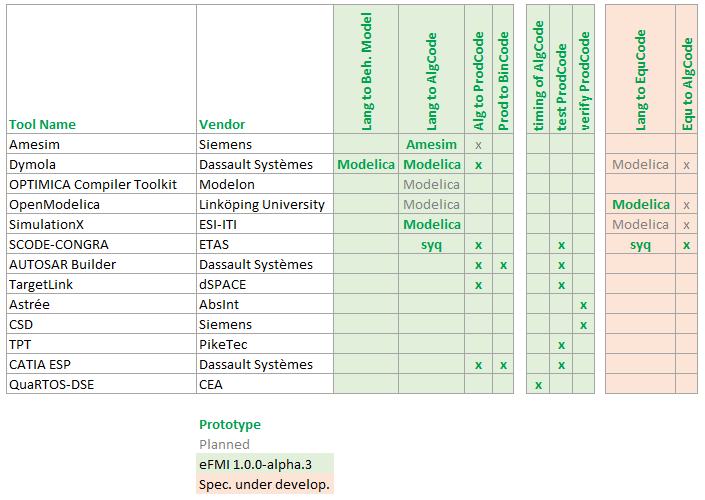 Tool Name Vendor Lang to Beh. Model Lang to AlgCode Alg to ProdCode Prod to BinCode timing of AlgCode test ProdCode verify ProdCode Lang to EquCode Equ to AlgCode
Amesim Siemens Amesim x
Dymola Dassault Systèmes Modelica Modelica x Modelica x
OPTIMICA Compiler Toolkit Modelon Modelica
OpenModelica Linköping University Modelica Modelica x
SimulationX ESI-ITI Modelica Modelica x
SCODE-CONGRA ETAS syq x x syq x
AUTOSAR Builder Dassault Systèmes x x x
TargetLink dSPACE x x
Astrée AbsInt x
CSD Siemens x
TPT PikeTec x
CATIA ESP Dassault Systèmes x x x
QuaRTOS-DSE CEA x
Prototype
Planned
eFMI 1.0.0-alpha.3
Spec. under develop.